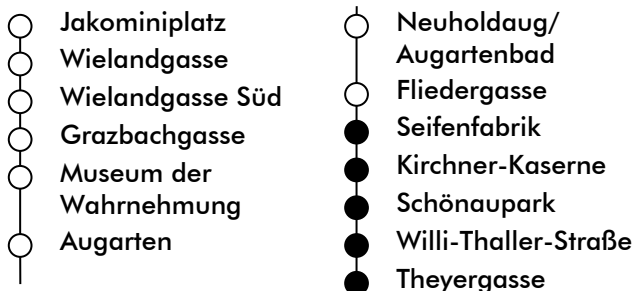 Jakominiplatz
Wielandgasse
Wielandgasse Süd
Grazbachgasse
Museum der
Wahrnehmung
Augarten
Neuholdaug/
Augartenbad
Fliedergasse
Seifenfabrik
Kirchner-Kaserne
Schönaupark
Willi-Thaller-Straße
Theyergasse